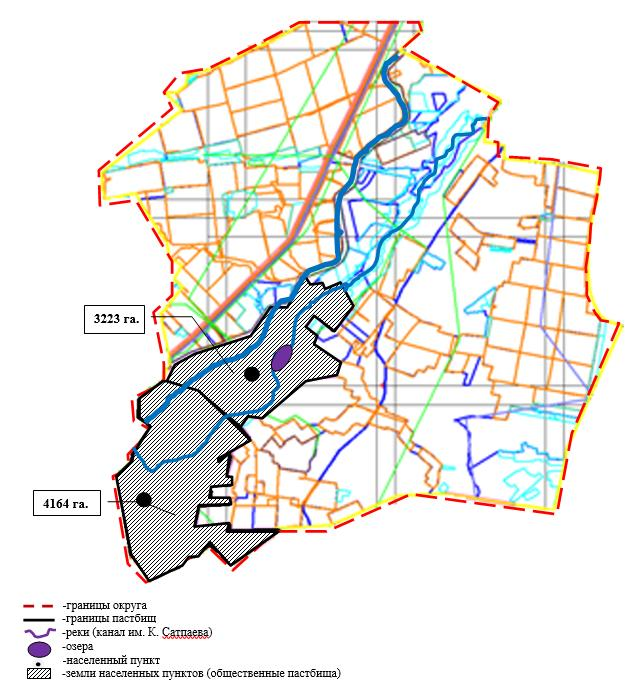 3223 га.
4164 га.
-границы округа
-границы пастбищ
-реки (канал им. К. Сатпаева)
-озера
-населенный пункт
-земли населенных пунктов (общественные пастбища)